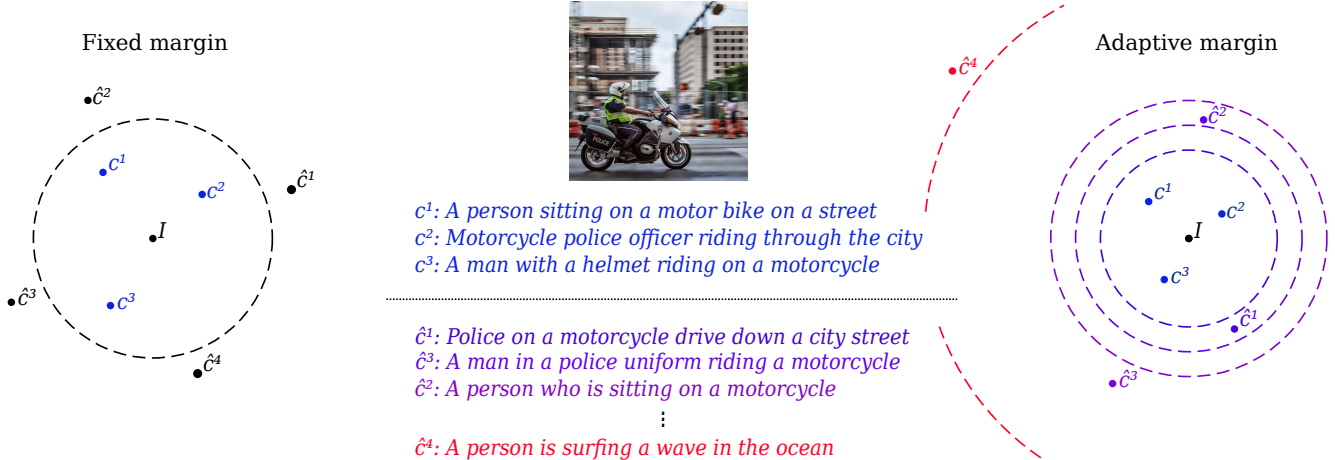 Fixed margin
Adaptive margin
ĉ²
c¹
c²
ĉ¹
I
ĉ³
c³
ĉ⁴
POLICE
c¹: A person sitting on a motor bike on a street
c²: Motorcycle police officer riding through the city
c³: A man with a helmet riding on a motorcycle
ĉ¹: Police on a motorcycle drive down a city street
ĉ³: A man in a police uniform riding a motorcycle
ĉ²: A person who is sitting on a motorcycle
⋮
ĉ⁴: A person is surfing a wave in the ocean
ĉ⁴
ĉ²
c¹
c²
I
c³
ĉ¹
ĉ³